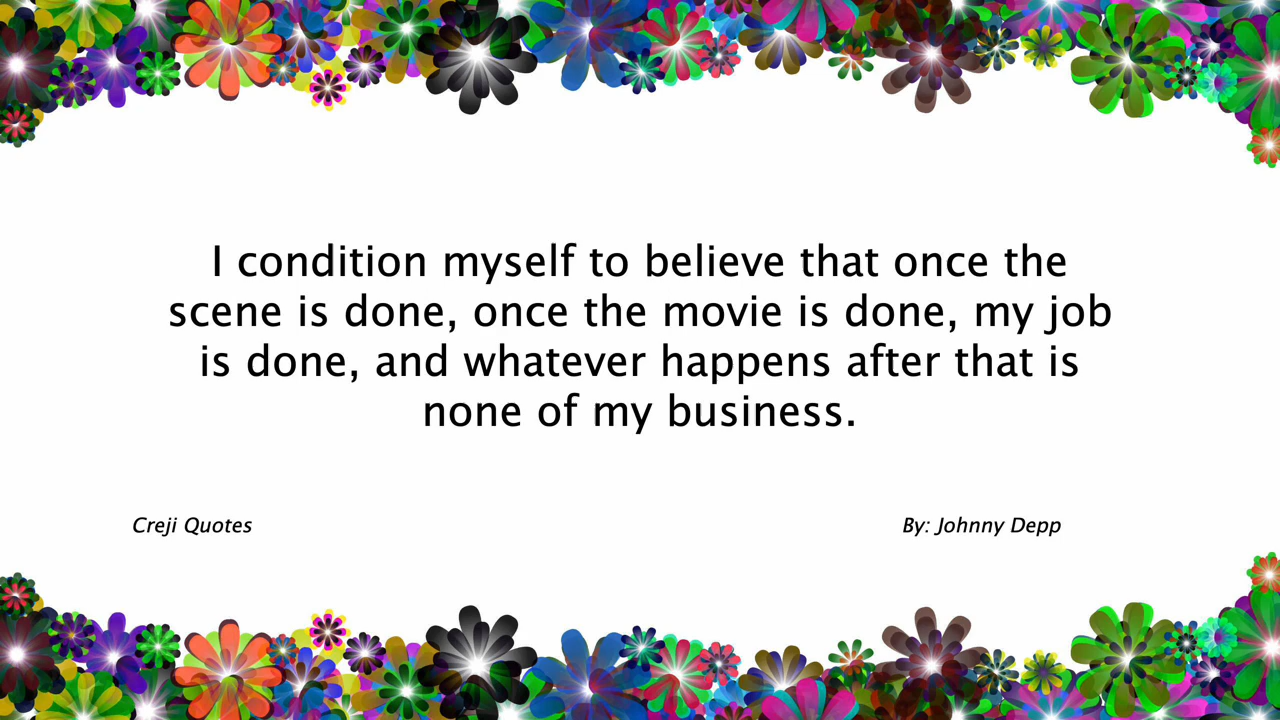 I condition myself to believe that once the
scene is done, once the movie is done, my job
is done, and whatever happens after that is
none of my business.
Creji Quotes
By: Johnny Depp